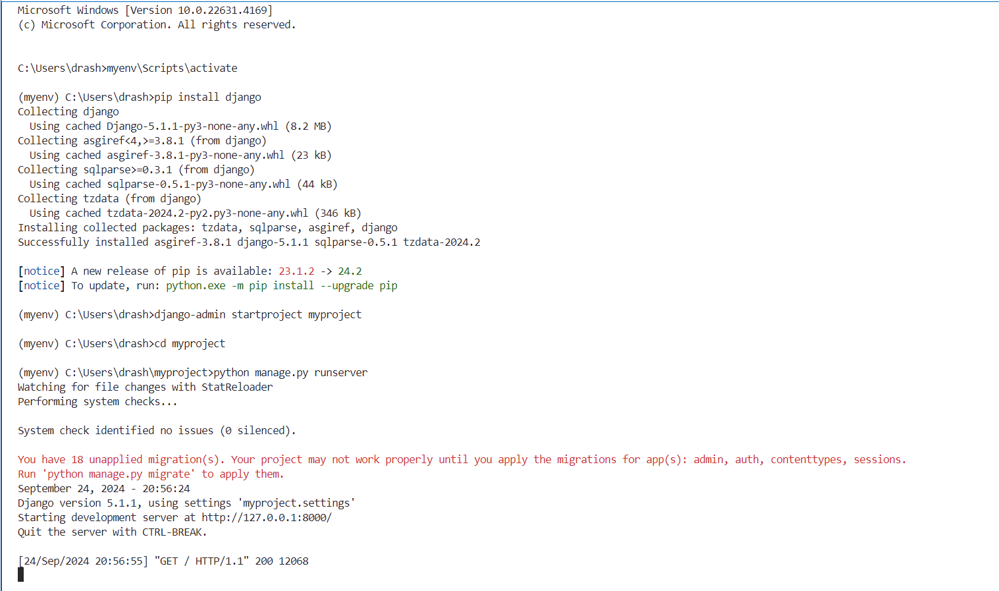 Microsoft Windows [Version 10.0.22631.4169]
(c) Microsoft Corporation. All rights reserved.
C:\Users\drash>myenv\Scripts\activate
(myenv) C:\Users\drash>pip install django
Collecting django
  Using cached Django-5.1.1-py3-none-any.whl (8.2 MB)
Collecting asgiref<4,>=3.8.1 (from django)
  Using cached asgiref-3.8.1-py3-none-any.whl (23 kB)
Collecting sqlparse>=0.3.1 (from django)
  Using cached sqlparse-0.5.1-py3-none-any.whl (44 kB)
Collecting tzdata (from django)
  Using cached tzdata-2024.2-py2.py3-none-any.whl (346 kB)
Installing collected packages: tzdata, sqlparse, asgiref, django
Successfully installed asgiref-3.8.1 django-5.1.1 sqlparse-0.5.1 tzdata-2024.2
[notice] A new release of pip is available: 23.1.2 -> 24.2
[notice] To update, run: python.exe -m pip install --upgrade pip
(myenv) C:\Users\drash>django-admin startproject myproject
(myenv) C:\Users\drash>cd myproject
(myenv) C:\Users\drash\myproject>python manage.py runserver
Watching for file changes with StatReloader
Performing system checks...
System check identified no issues (0 silenced).
You have 18 unapplied migration(s). Your project may not work properly until you apply the migrations for app(s): admin, auth, contenttypes, sessions.
Run 'python manage.py migrate' to apply them.
September 24, 2024 - 20:56:24
Django version 5.1.1, using settings 'myproject.settings'
Starting development server at http://127.0.0.1:8000/
Quit the server with CTRL-BREAK.
[24/Sep/2024 20:56:55] "GET / HTTP/1.1" 200 12068